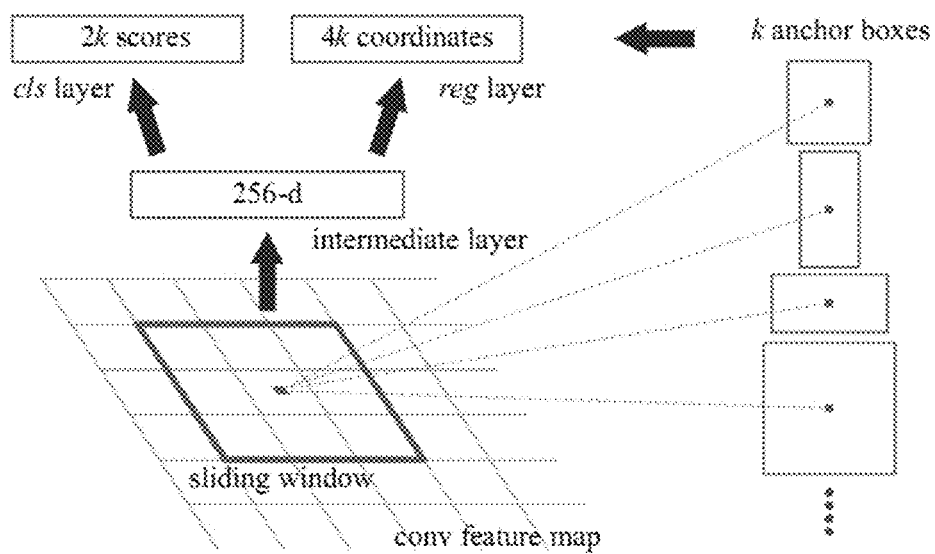 2k scores
4k coordinates
k anchor boxes
cls layer
reg layer
256-d
intermediate layer
sliding window
conv feature map